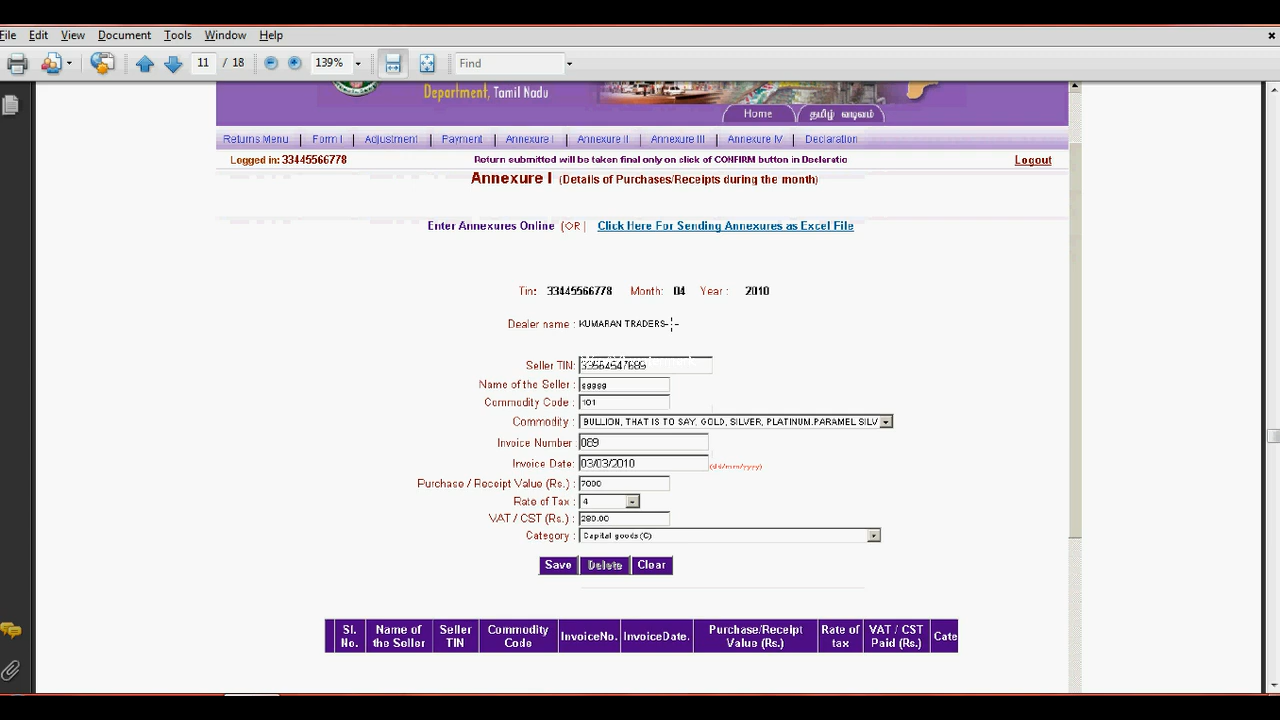 File Edit View Document Tools Window Help
11 / 18 139% Find
Department, Tamil Nadu
Home தமிழ் வடிவம்
Returns Menu | Form I | Adjustment | Payment | Annexure I | Annexure II | Annexure III | Annexure IV | Declaration
Logged in: 33445566778 Return submitted will be taken final only on click of CONFIRM button in Decleratio Logout
Annexure I (Details of Purchases/Receipts during the month)
Enter Annexures Online [OR] Click Here For Sending Annexures as Excel File
Tin: 33445566778 Month: 04 Year : 2010
Dealer name : KUMARAN TRADERS
Seller TIN:
Name of the Seller : ggggg
Commodity Code : 101
Commodity : BULLION, THAT IS TO SAY, GOLD, SILVER, PLATINUM.PARAMEL SILV
Invoice Number 089
Invoice Date: 03/03/2010 (dd/mm/yyyy)
Purchase / Receipt Value (Rs.) : 7000
Rate of Tax : 4
VAT / CST (Rs.) : 280.00
Category : Capital goods (C)
Save Delete Clear
Sl. No. Name of the Seller Seller TIN Commodity Code InvoiceNo. InvoiceDate. Purchase/Receipt Value (Rs.) Rate of tax VAT / CST Paid (Rs.) Cate